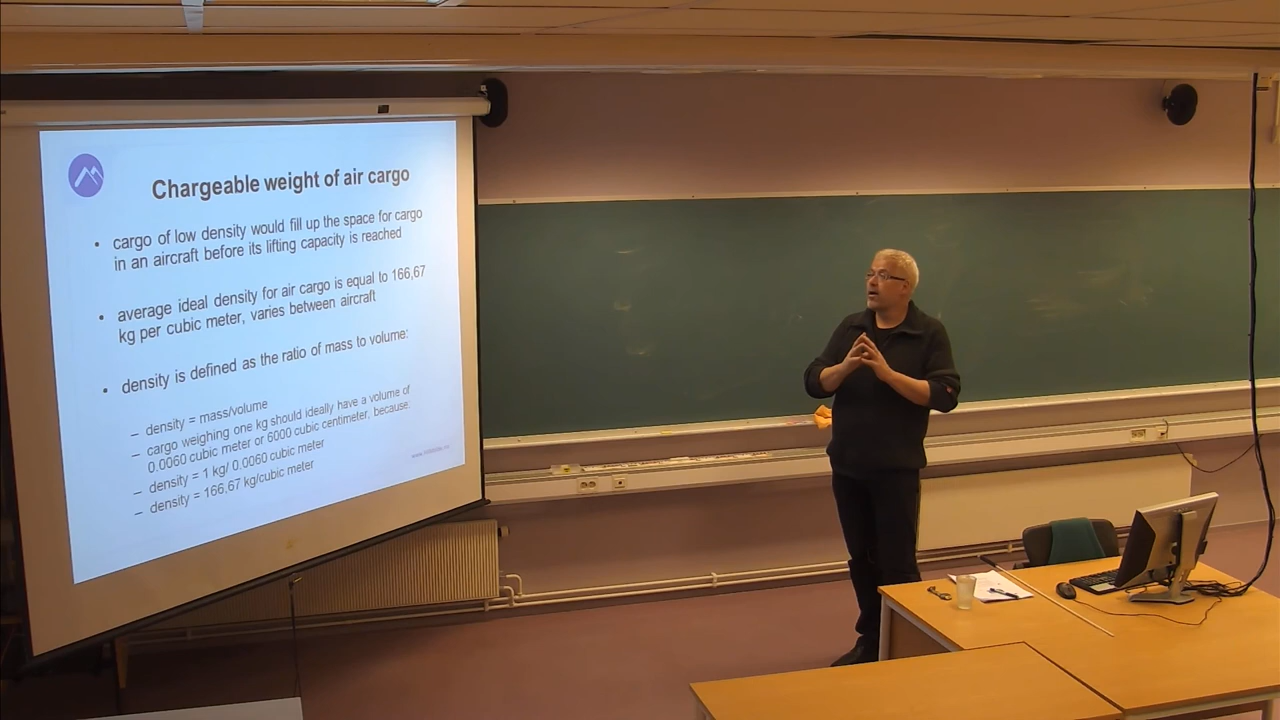 Chargeable weight of air cargo
• cargo of low density would fill up the space for cargo
in an aircraft before its lifting capacity is reached
• average ideal density for air cargo is equal to 166,67
kg per cubic meter, varies between aircraft
• density is defined as the ratio of mass to volume:
– density = mass/volume
– cargo weighing one kg should ideally have a volume of
0.0060 cubic meter or 6000 cubic centimeter, because:
– density = 1 kg/ 0.0060 cubic meter
– density = 166,67 kg/cubic meter